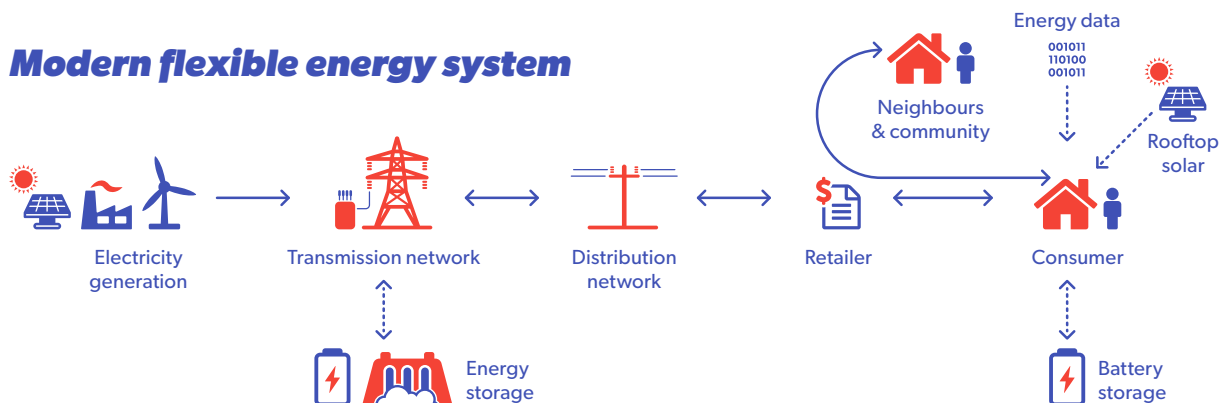 Modern flexible energy system
Energy data
001011
110100
001011
Neighbours
& community
Rooftop
solar
$
Electricity
generation
Transmission network
Distribution
network
Retailer
Consumer
Energy
storage
Battery
storage